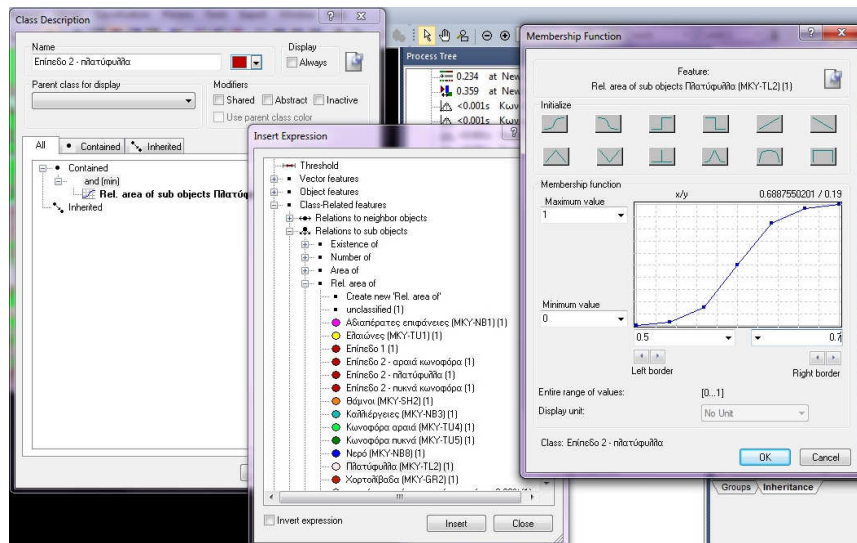 Class Description
Name
Επίπεδο 2 - πλατύφυλλα
Display
Always
Parent class for display
Modifiers
Shared Abstract Inactive
Use parent class color
All Contained Inherited
Contained
and (min)
Rel. area of sub objects Πλατύφ
Inherited
Process Tree
0.234 at New
0.359 at New
<0.001s Κων
<0.001s Κων
Insert Expression
Threshold
Vector features
Object features
Class-Related features
Relations to neighbor objects
Relations to sub objects
Existence of
Number of
Area of
Rel. area of
Create new 'Rel. area of'
unclassified (1)
Αδιαπέρατες επιφάνειες (MKY-NB1) (1)
Ελαιώνες (MKY-TU1) (1)
Επίπεδο 1 (1)
Επίπεδο 2 - αραιά κωνοφόρα (1)
Επίπεδο 2 - πλατύφυλλα (1)
Επίπεδο 2 - πυκνά κωνοφόρα (1)
Θάμνοι (MKY-SH2) (1)
Καλλιέργειες (MKY-NB3) (1)
Κωνοφόρα αραιά (MKY-TU4) (1)
Κωνοφόρα πυκνά (MKY-TU5) (1)
Νερό (MKY-NB8) (1)
Πλατύφυλλα (MKY-TL2) (1)
Χορτολίβαδα (MKY-GR2) (1)
Invert expression
Insert Close
Membership Function
Feature:
Rel. area of sub objects Πλατύφυλλα (MKY-TL2) (1)
Initialize
Membership function
Maximum value
x/y 0.6887550201 / 0.19
1
Minimum value
0
0.5 0.7
Left border Right border
Entire range of values: [0...1]
Display unit: No Unit
Class: Επίπεδο 2 - πλατύφυλλα
OK Cancel
Groups Inheritance